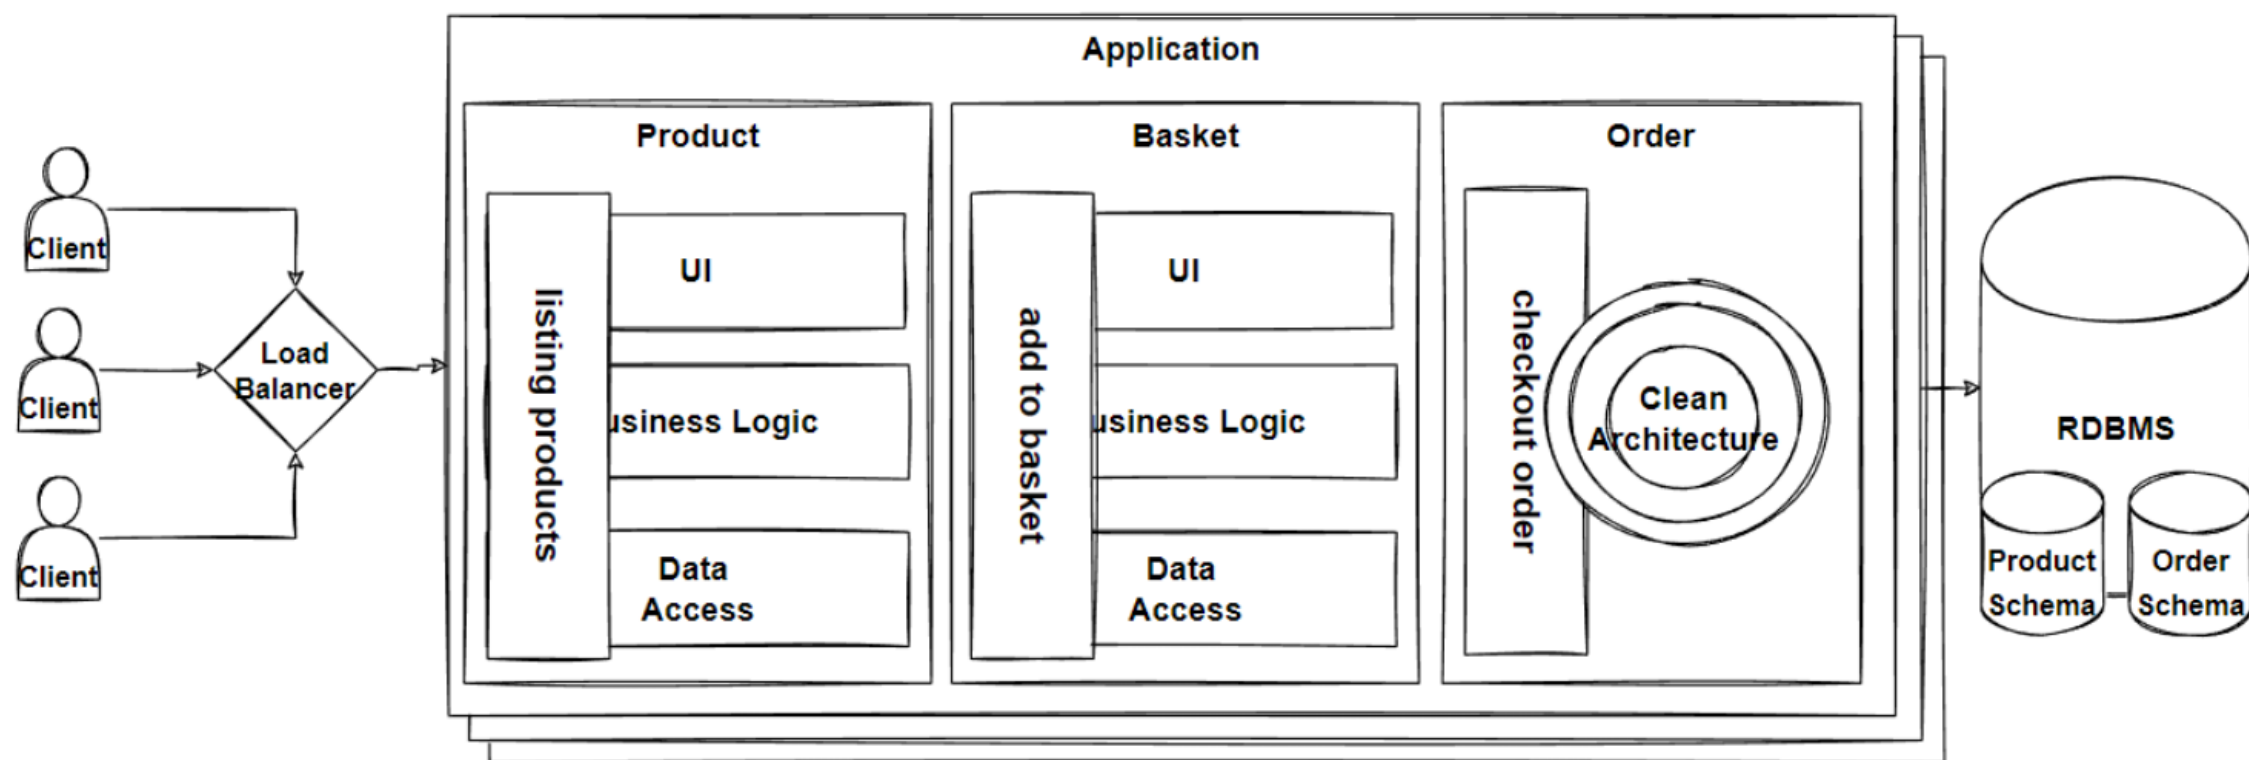 Application
Product
Basket
Order
Client
Client
Client
Load
Balancer
listing products
UI
usiness Logic
Data
Access
add to basket
UI
usiness Logic
Data
Access
checkout order
Clean
Architecture
RDBMS
Product
Schema
Order
Schema